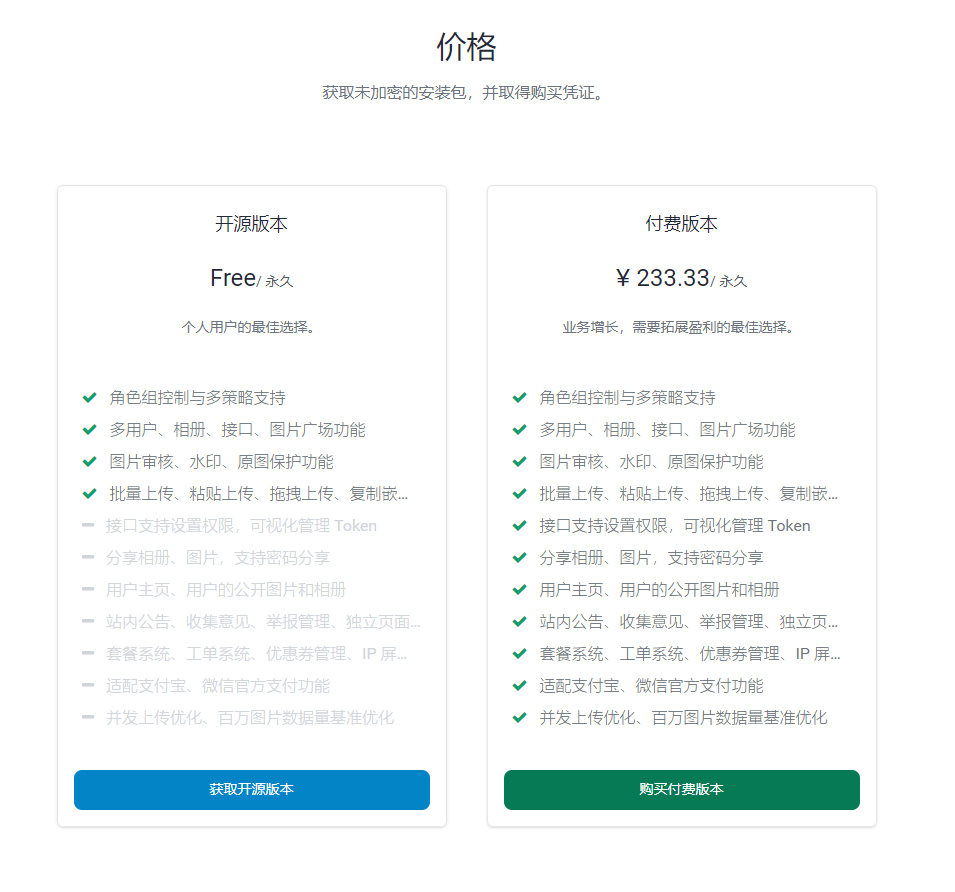 价格
获取未加密的安装包，并取得购买凭证。
开源版本
Free/ 永久
个人用户的最佳选择。
角色组控制与多策略支持
多用户、相册、接口、图片广场功能
图片审核、水印、原图保护功能
批量上传、粘贴上传、拖拽上传、复制嵌...
接口支持设置权限，可视化管理 Token
分享相册、图片，支持密码分享
用户主页、用户的公开图片和相册
站内公告、收集意见、举报管理、独立页面...
套餐系统、工单系统、优惠券管理、IP 屏...
适配支付宝、微信官方支付功能
并发上传优化、百万图片数据量基准优化
获取开源版本
付费版本
¥ 233.33/ 永久
业务增长，需要拓展盈利的最佳选择。
角色组控制与多策略支持
多用户、相册、接口、图片广场功能
图片审核、水印、原图保护功能
批量上传、粘贴上传、拖拽上传、复制嵌...
接口支持设置权限，可视化管理 Token
分享相册、图片，支持密码分享
用户主页、用户的公开图片和相册
站内公告、收集意见、举报管理、独立页...
套餐系统、工单系统、优惠券管理、IP 屏...
适配支付宝、微信官方支付功能
并发上传优化、百万图片数据量基准优化
购买付费版本